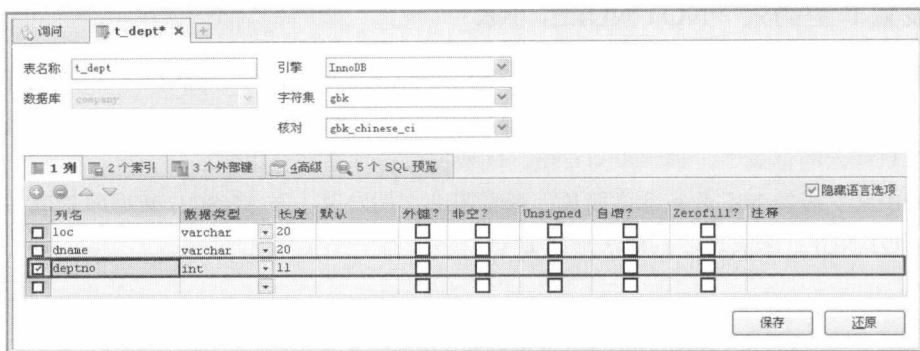 询问 t_dept*
表名称 t_dept 引擎 InnoDB
数据库 company 字符集 gbk
核对 gbk_chinese_ci
1 列 2 个索引 3 个外部键 4高级 5 个 SQL 预览
隐藏语言选项
列名 数据类型 长度 默认 外键? 非空? Unsigned 自增? Zerofill? 注释
loc varchar 20
dname varchar 20
deptno int 11
保存 还原